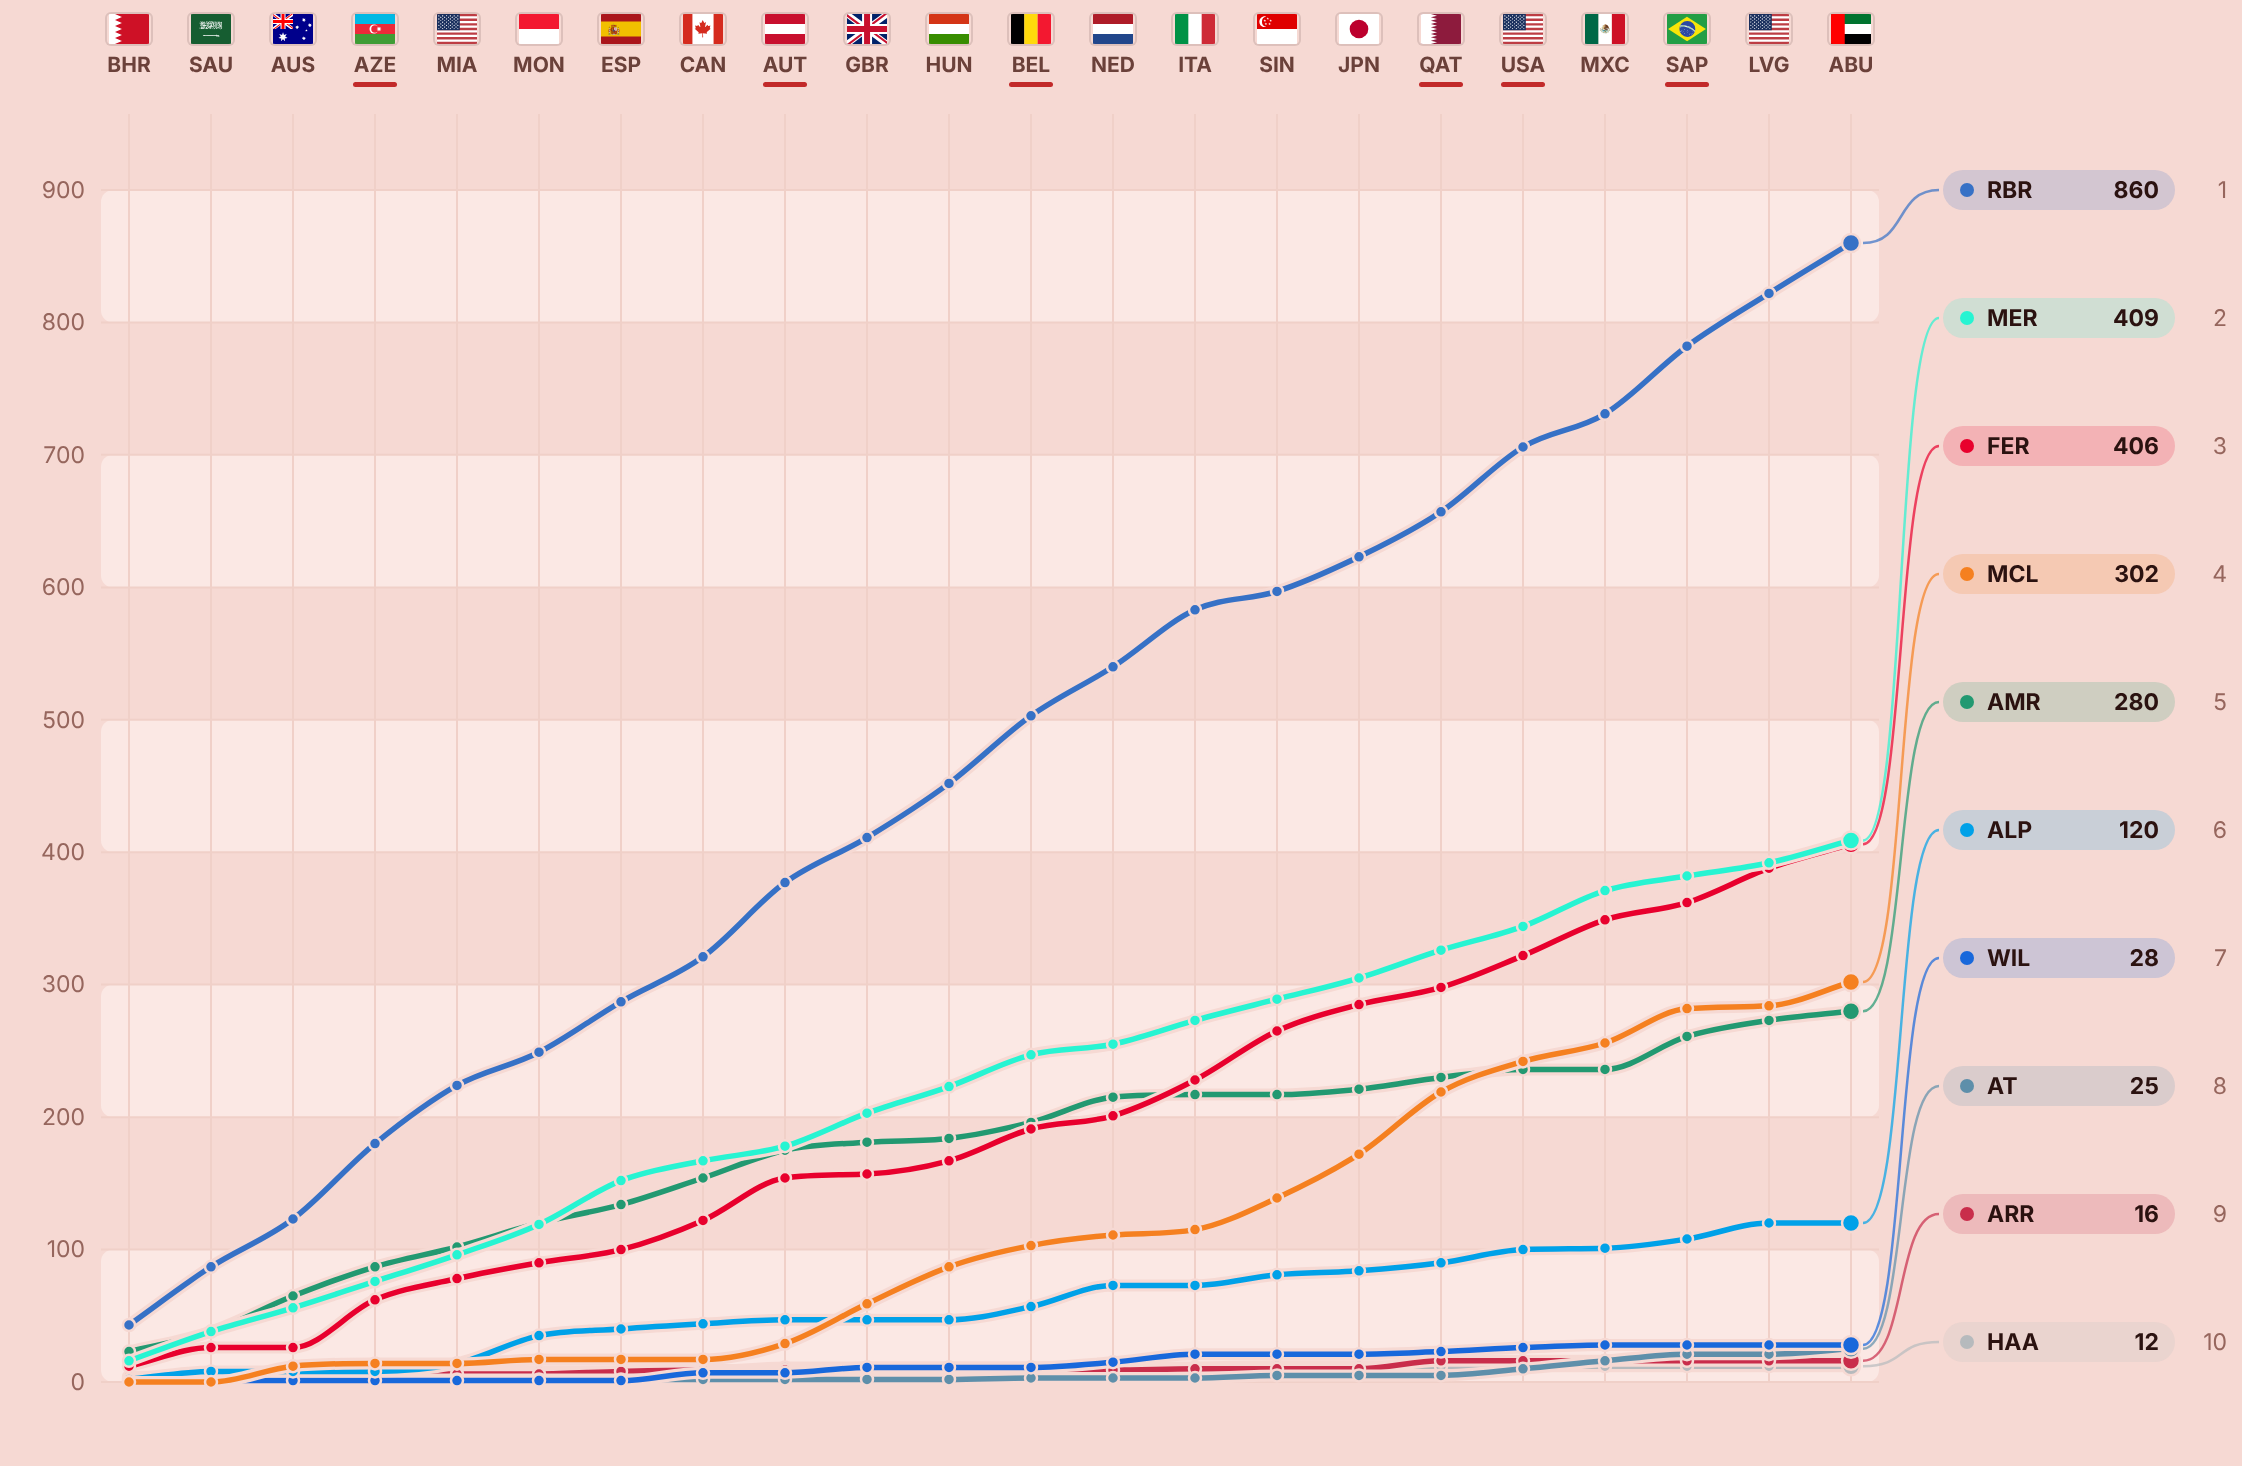 BHR SAU AUS AZE MIA MON ESP CAN AUT GBR HUN BEL NED ITA SIN JPN QAT USA MXC SAP LVG ABU
900
800
700
600
500
400
300
200
100
0
RBR 860 1
MER 409 2
FER 406 3
MCL 302 4
AMR 280 5
ALP 120 6
WIL 28 7
AT 25 8
ARR 16 9
HAA 12 10